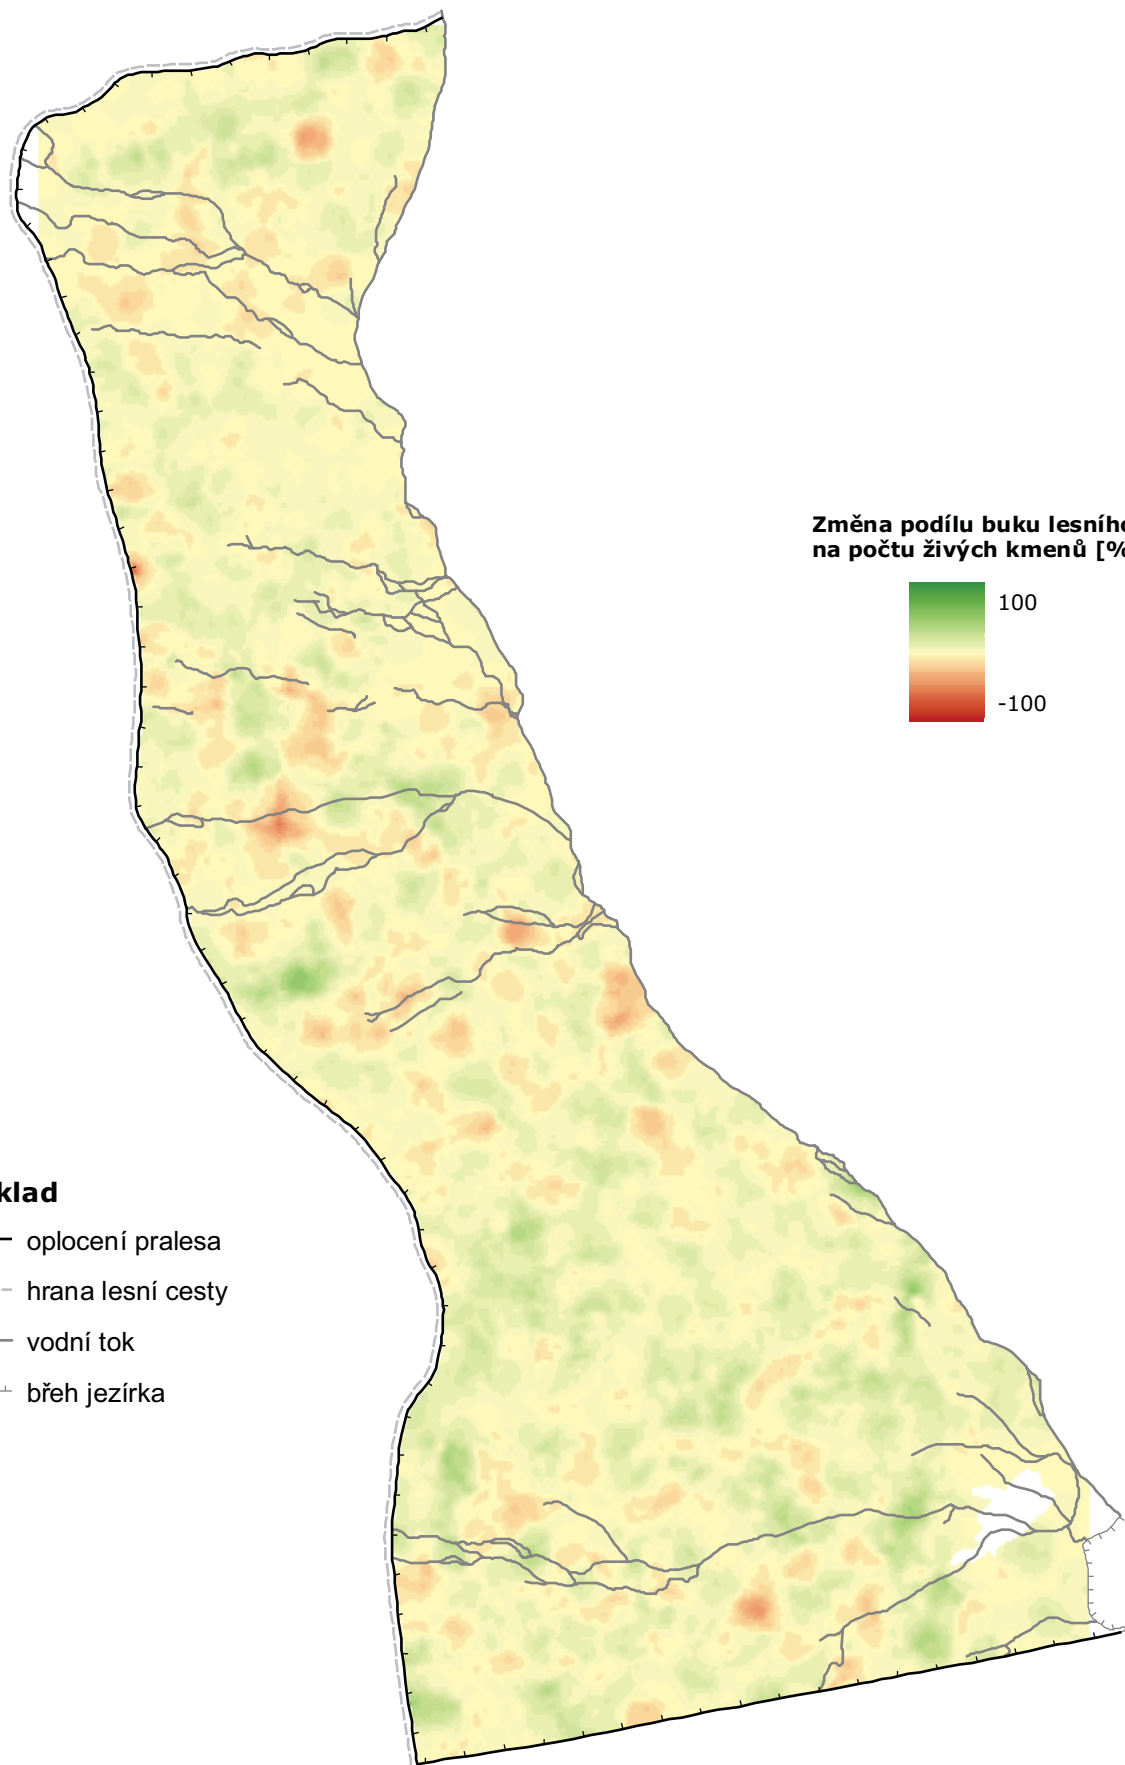 Změna podílu buku lesního
na počtu živých kmenů [%
100
-100
klad
oplocení pralesa
hrana lesní cesty
vodní tok
břeh jezírka